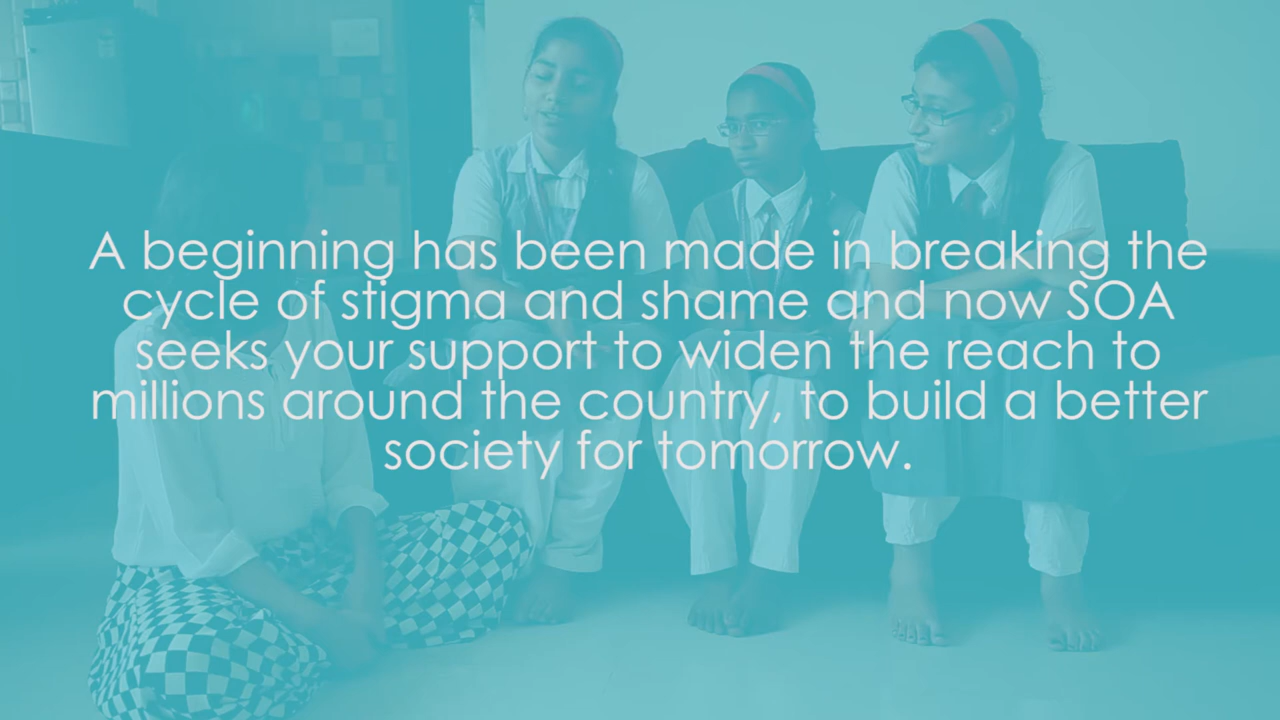 A beginning has been made in breaking the
cycle of stigma and shame and now SOA
seeks your support to widen the reach to
millions around the country, to build a better
society for tomorrow.